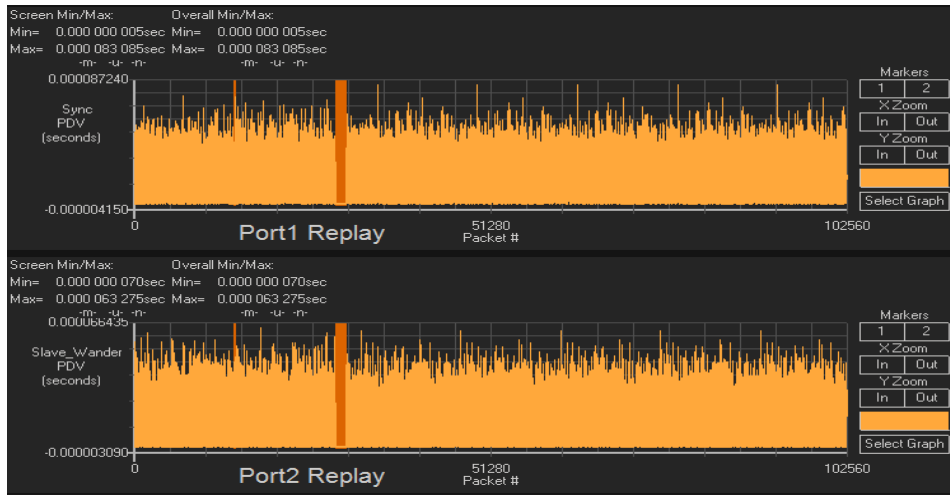 Screen Min/Max: Overall Min/Max:
Min= 0.000 000 005sec Min= 0.000 000 005sec
Max= 0.000 083 085sec Max= 0.000 083 085sec
-m- -u- -n- -m- -u- -n-
0.000087240
Sync
PDV
(seconds)
-0.000004150
0 51280 102560
Port1 Replay
Packet #
Markers
1 2
X Zoom
In Out
Y Zoom
In Out
Select Graph
Screen Min/Max: Overall Min/Max:
Min= 0.000 000 070sec Min= 0.000 000 070sec
Max= 0.000 063 275sec Max= 0.000 063 275sec
-m- -u- -n- -m- -u- -n-
0.000066435
Slave_Wander
PDV
(seconds)
-0.000003090
0 51280 102560
Port2 Replay
Packet #
Markers
1 2
X Zoom
In Out
Y Zoom
In Out
Select Graph